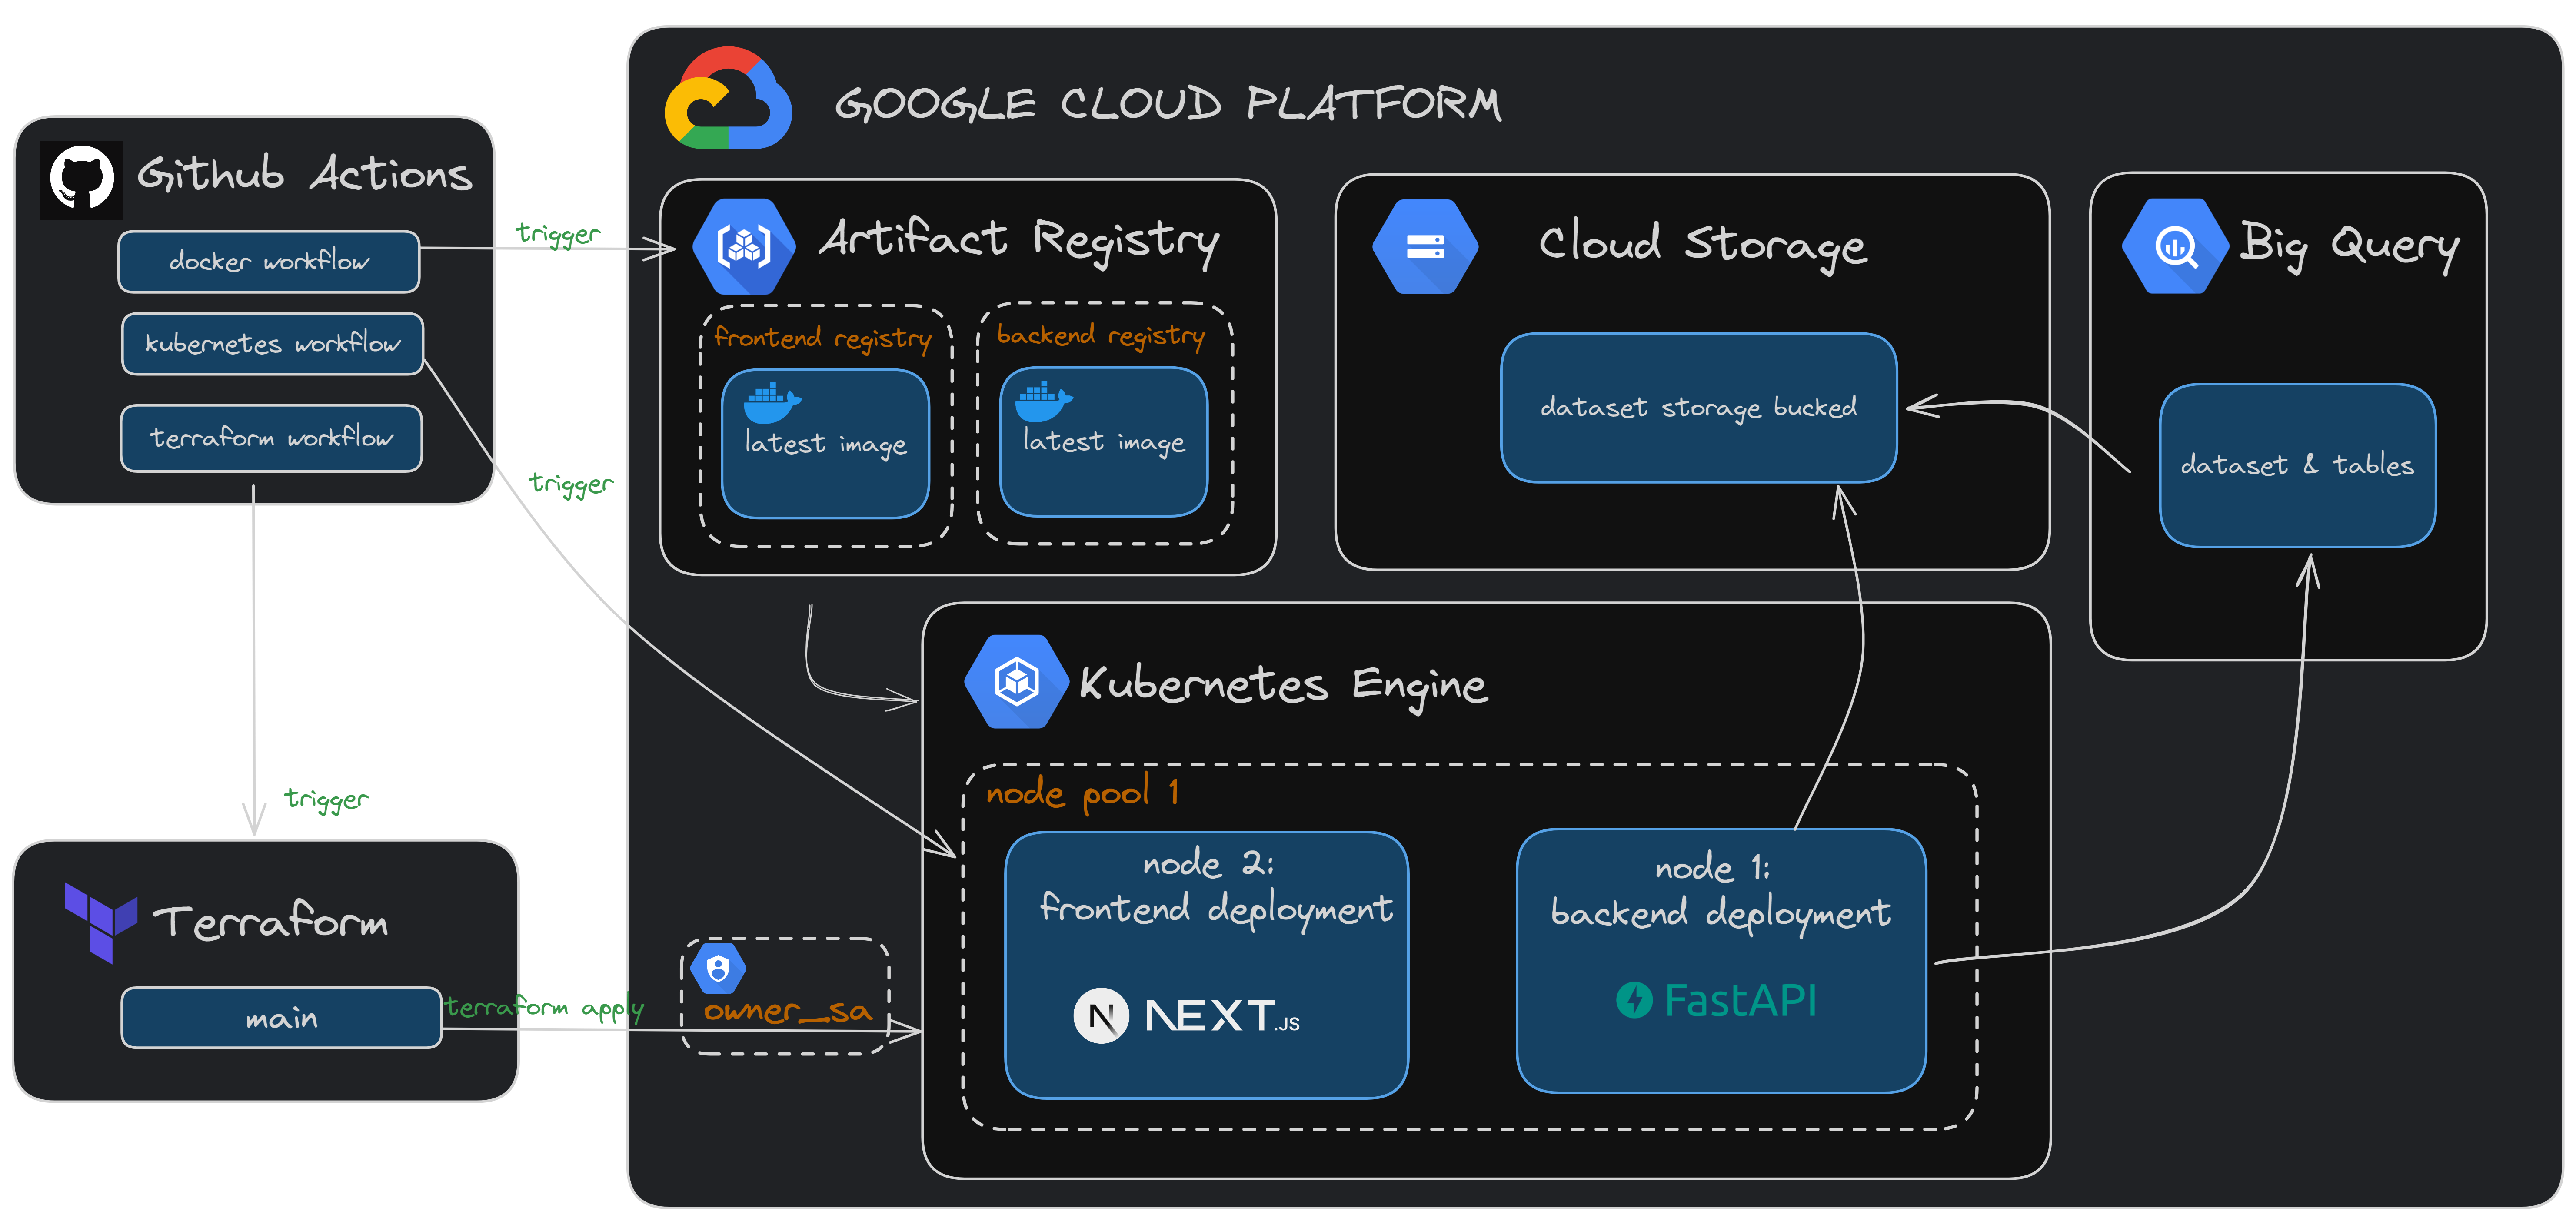 GOOGLE CLOUD PLATFORM
Github Actions
docker workflow
kubernetes workflow
terraform workflow
trigger
trigger
trigger
Artifact Registry
frontend registry
latest image
backend registry
latest image
Cloud Storage
dataset storage bucked
Big Query
dataset & tables
Kubernetes Engine
node pool 1
node 2:
frontend deployment
NEXT.JS
node 1:
backend deployment
FastAPI
Terraform
main
terraform apply
owner_sa